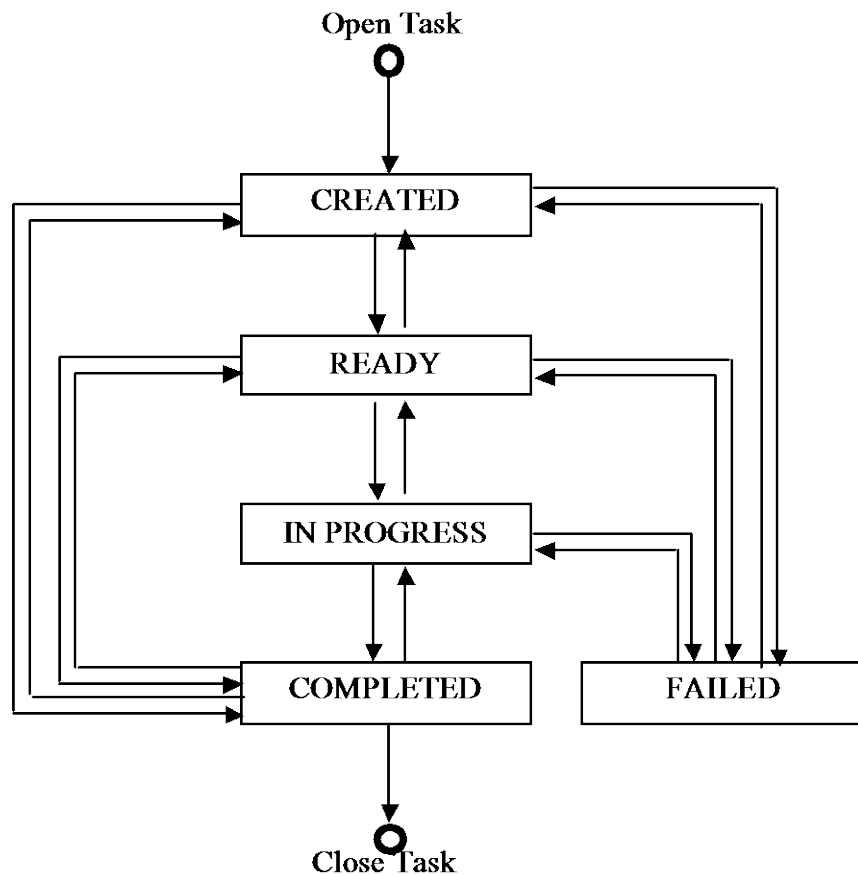 Open Task
CREATED
READY
IN PROGRESS
COMPLETED
FAILED
Close Task